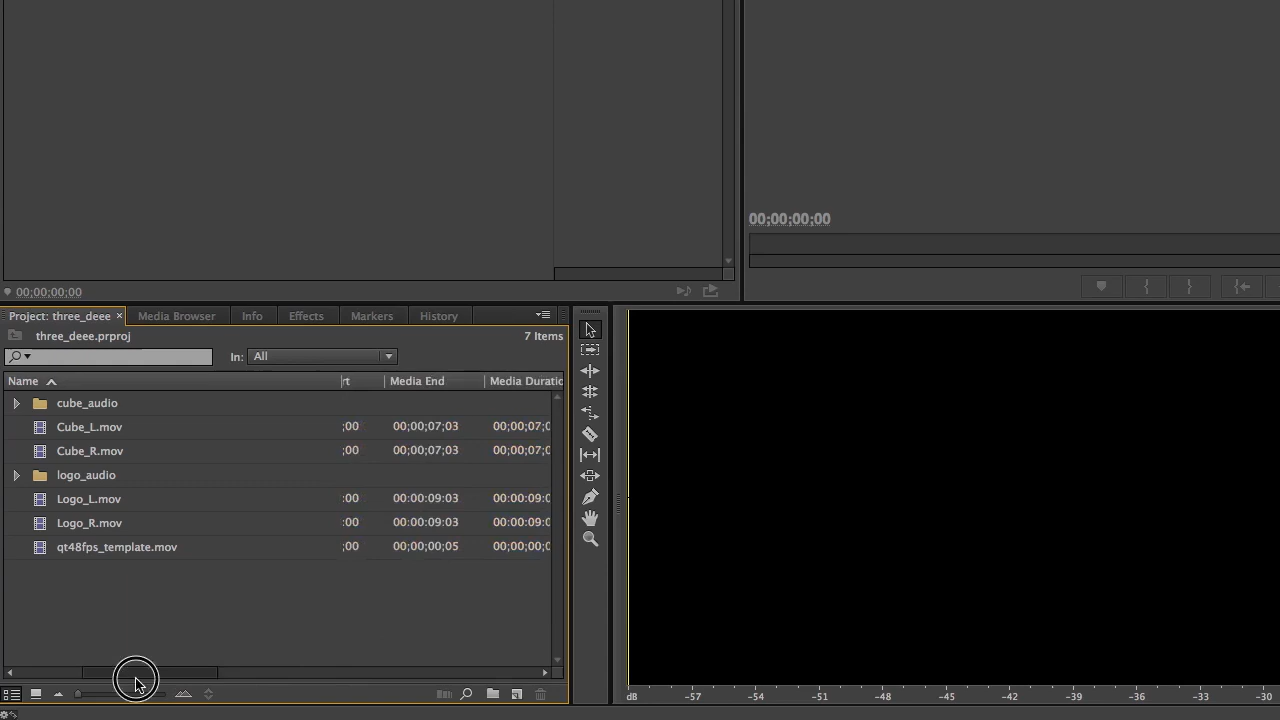 00;00;00;00
00;00;00;00
Project: three_deee × Media Browser Info Effects Markers History
three_deee.prproj 7 Items
In: All
Name rt Media End Media Duratio
cube_audio
Cube_L.mov ;00 00;00;07;03 00;00;07;0
Cube_R.mov ;00 00;00;07;03 00;00;07;0
logo_audio
Logo_L.mov :00 00:00:09:03 00:00:09:0
Logo_R.mov :00 00:00:09:03 00:00:09:0
qt48fps_template.mov ;00 00;00;00;05 00;00;00;0
dB -57 -54 -51 -48 -45 -42 -39 -36 -33 -30